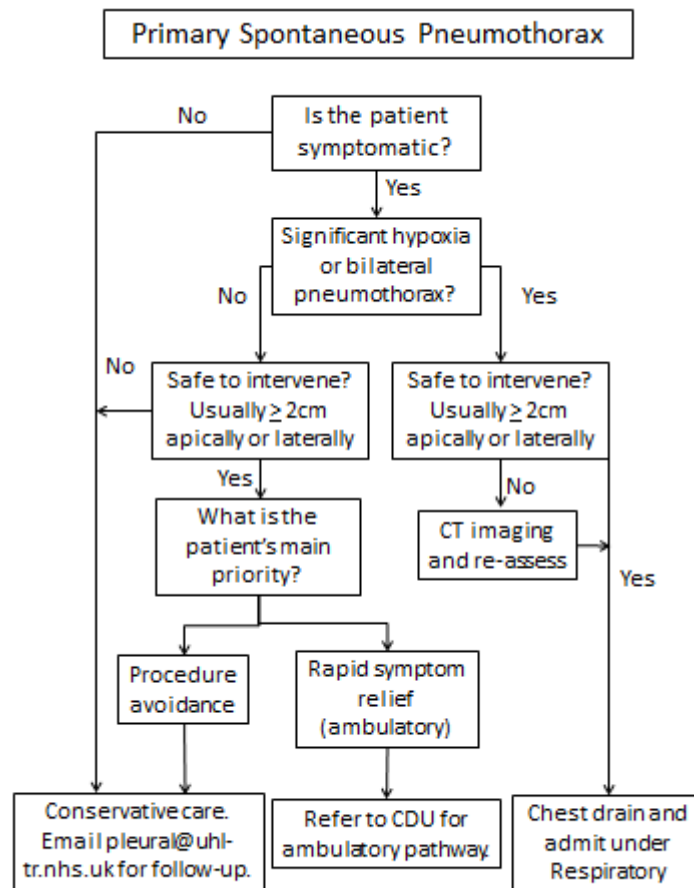 Primary Spontaneous Pneumothorax
No
Is the patient
symptomatic?
Yes
Significant hypoxia
or bilateral
pneumothorax?
No
Yes
No
Safe to intervene?
Usually ≥ 2cm
apically or laterally
Safe to intervene?
Usually ≥ 2cm
apically or laterally
Yes
No
What is the
patient's main
priority?
CT imaging
and re-assess
Yes
Procedure
avoidance
Rapid symptom
relief
(ambulatory)
Conservative care.
Email pleural@uhl-
tr.nhs.uk for follow-up.
Refer to CDU for
ambulatory pathway.
Chest drain and
admit under
Respiratory